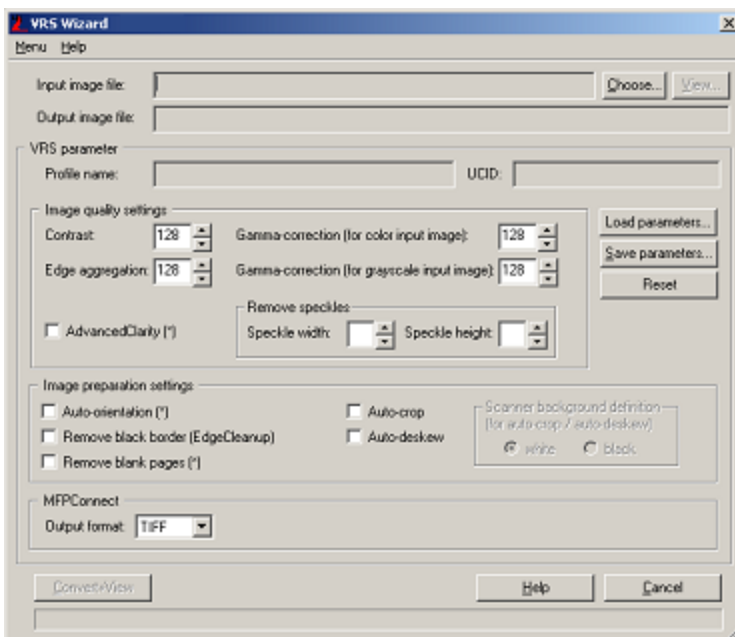 VRS Wizard
Menu Help
Input image file: Choose... View...
Output image file:
VRS parameter
Profile name: UCID:
Image quality settings
Contrast: 128 Gamma-correction (for color input image): 128 Load parameters...
Edge aggregation: 128 Gamma-correction (for grayscale input image): 128 Save parameters...
Reset
Remove speckles
AdvancedClarity (*) Speckle width: Speckle height:
Image preparation settings
Auto-orientation (*) Auto-crop Scanner background definition
Remove black border (EdgeCleanup) Auto-deskew (for auto-crop / auto-deskew)
Remove blank pages (*) white black
MFPConnect
Output format: TIFF
Convert+View Help Cancel